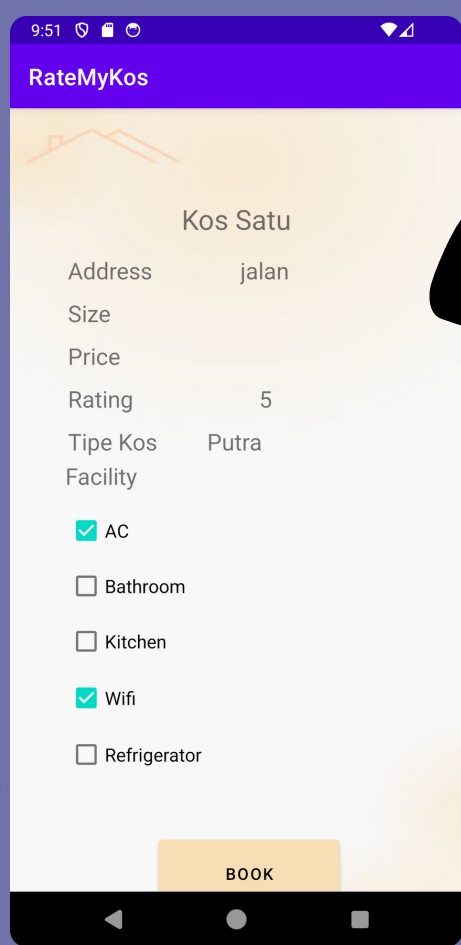 9:51
RateMyKos
Kos Satu
Address jalan
Size
Price
Rating 5
Tipe Kos Putra
Facility
AC
Bathroom
Kitchen
Wifi
Refrigerator
BOOK